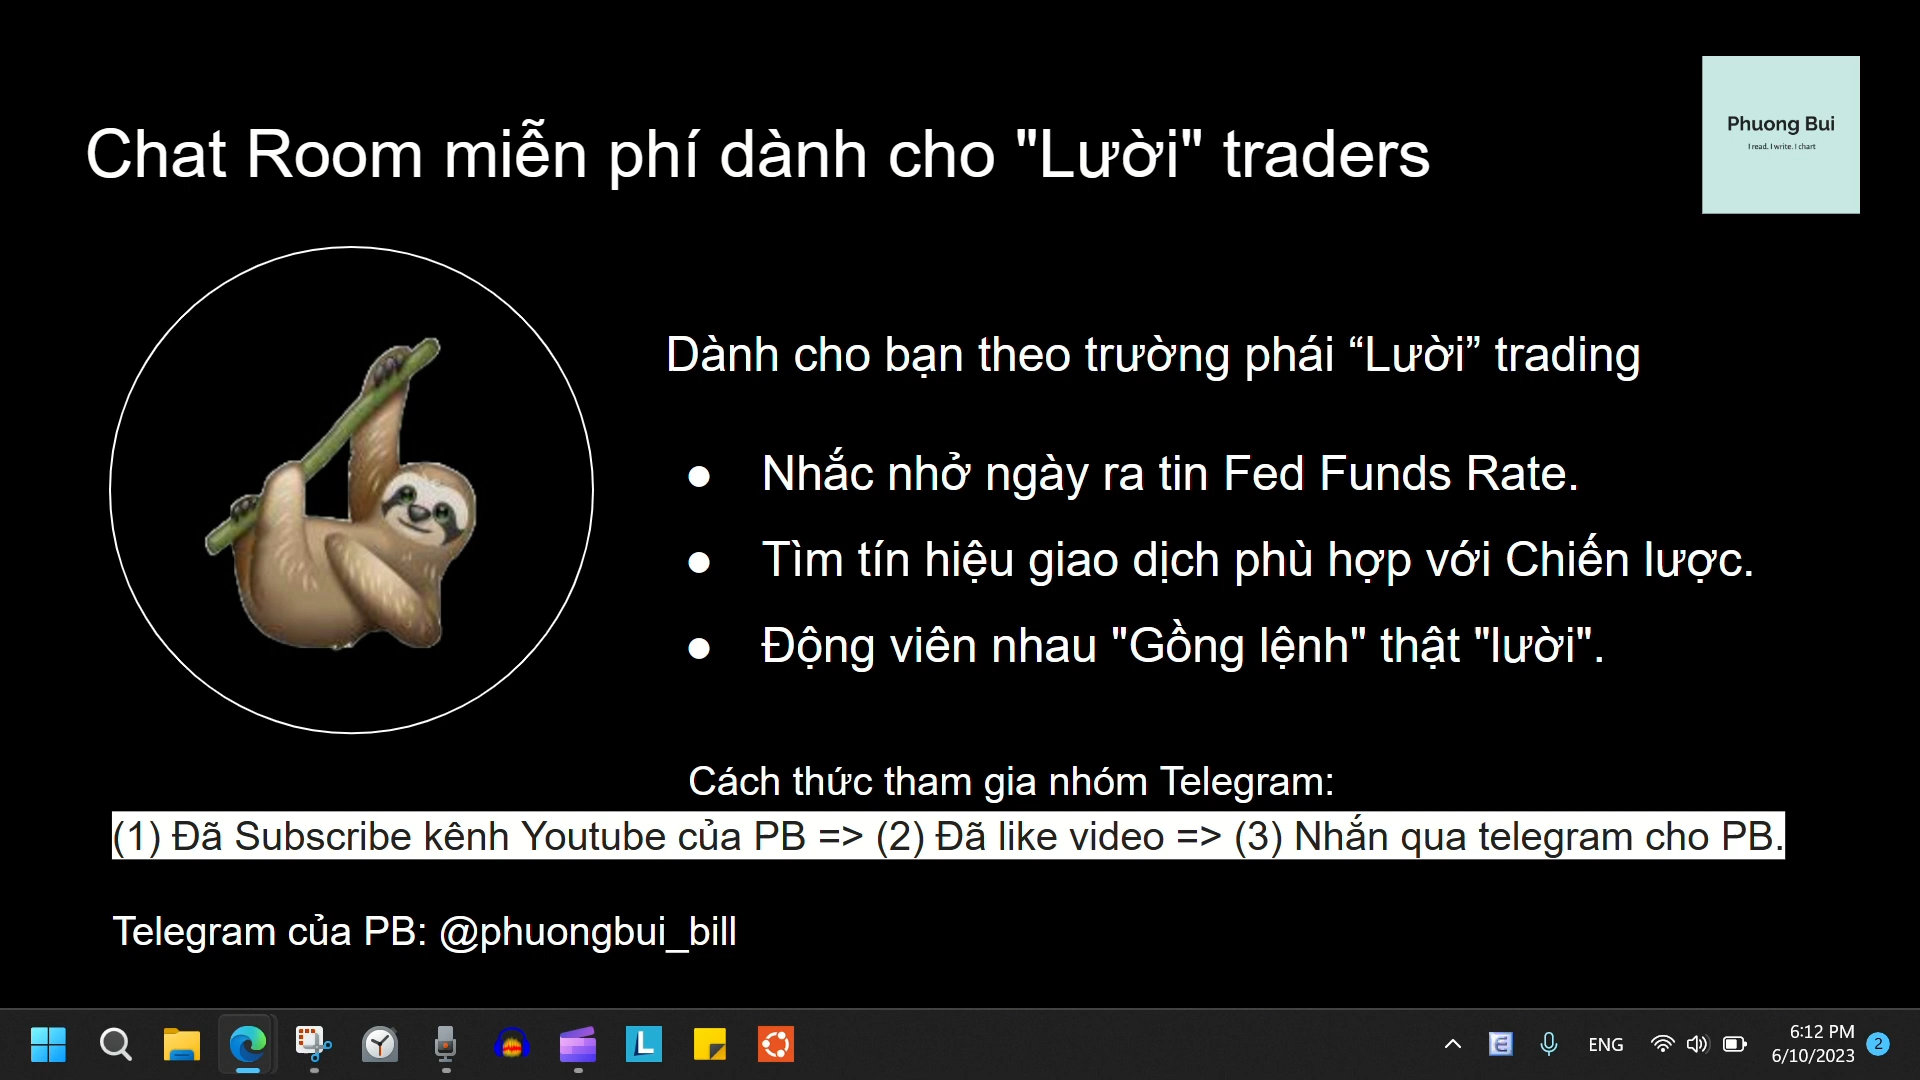 Chat Room miễn phí dành cho "Lười" traders
Phuong Bui
I read. I write. I chart
Dành cho bạn theo trường phái “Lười” trading
● Nhắc nhở ngày ra tin Fed Funds Rate.
● Tìm tín hiệu giao dịch phù hợp với Chiến lược.
● Động viên nhau "Gồng lệnh" thật "lười".
Cách thức tham gia nhóm Telegram:
(1) Đã Subscribe kênh Youtube của PB => (2) Đã like video => (3) Nhắn qua telegram cho PB.
Telegram của PB: @phuongbui_bill
L
E
ENG
6:12 PM
6/10/2023
2